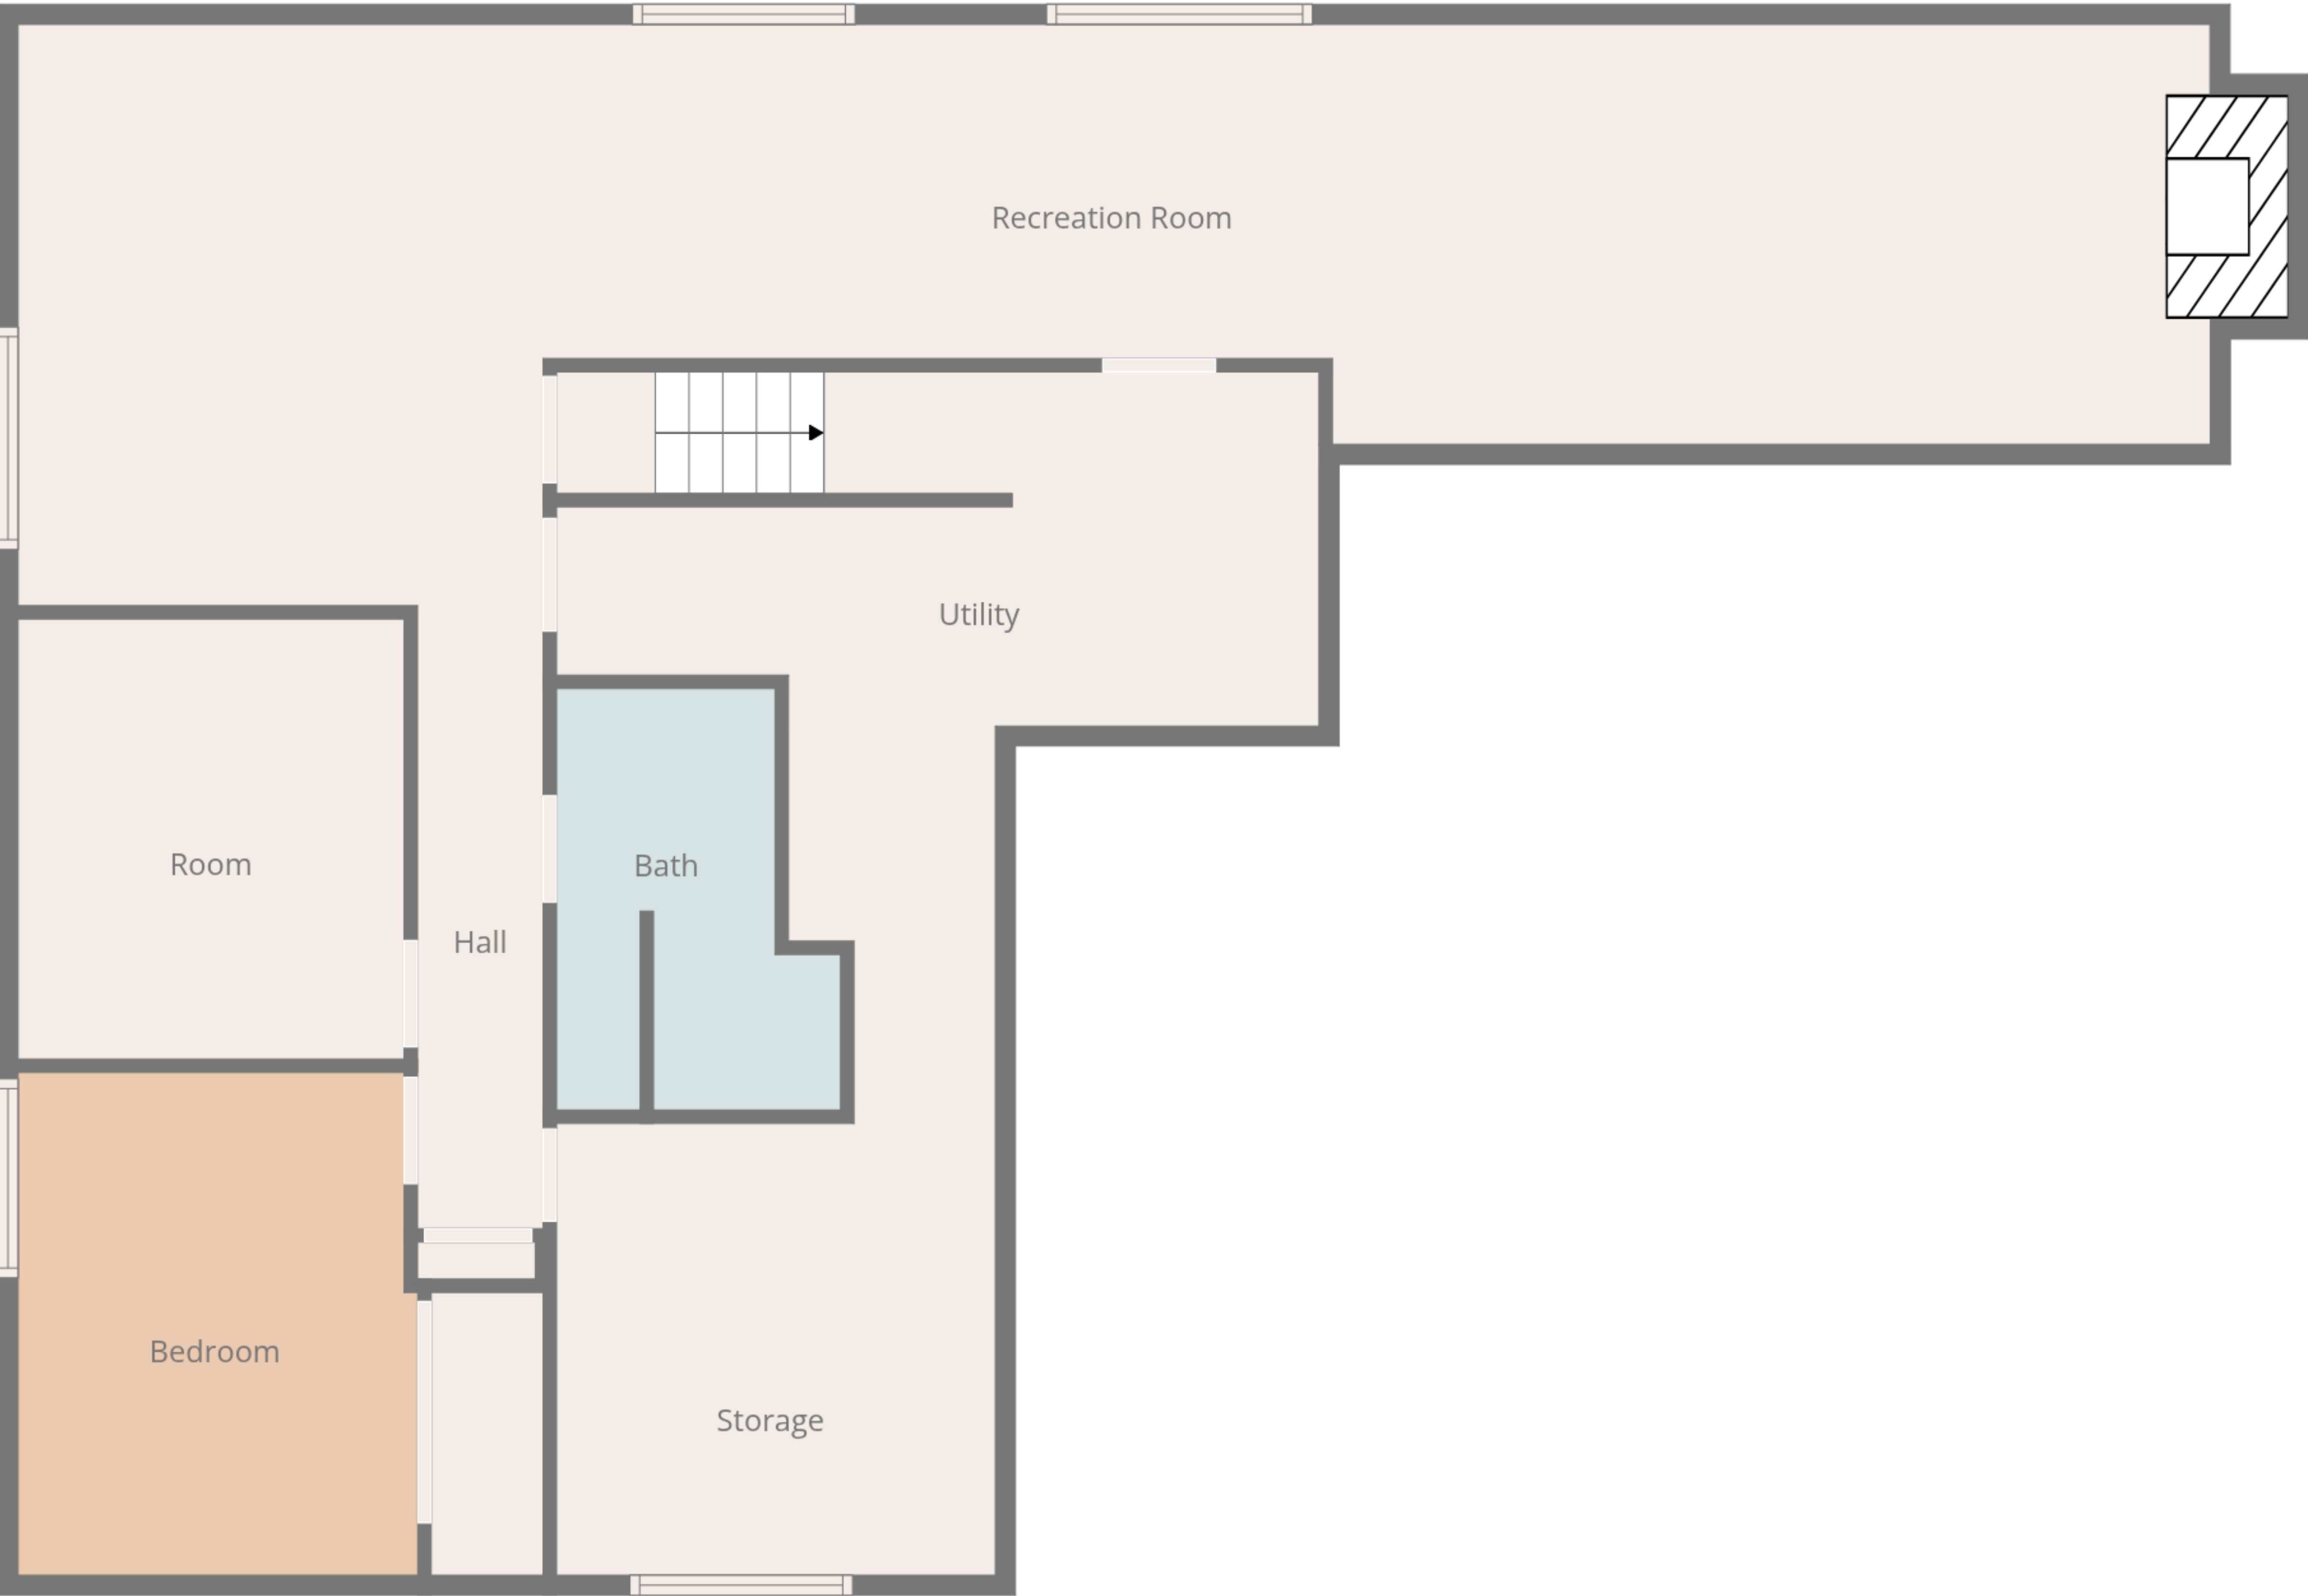 Recreation Room
Utility
Room
Bath
Hall
Bedroom
Storage